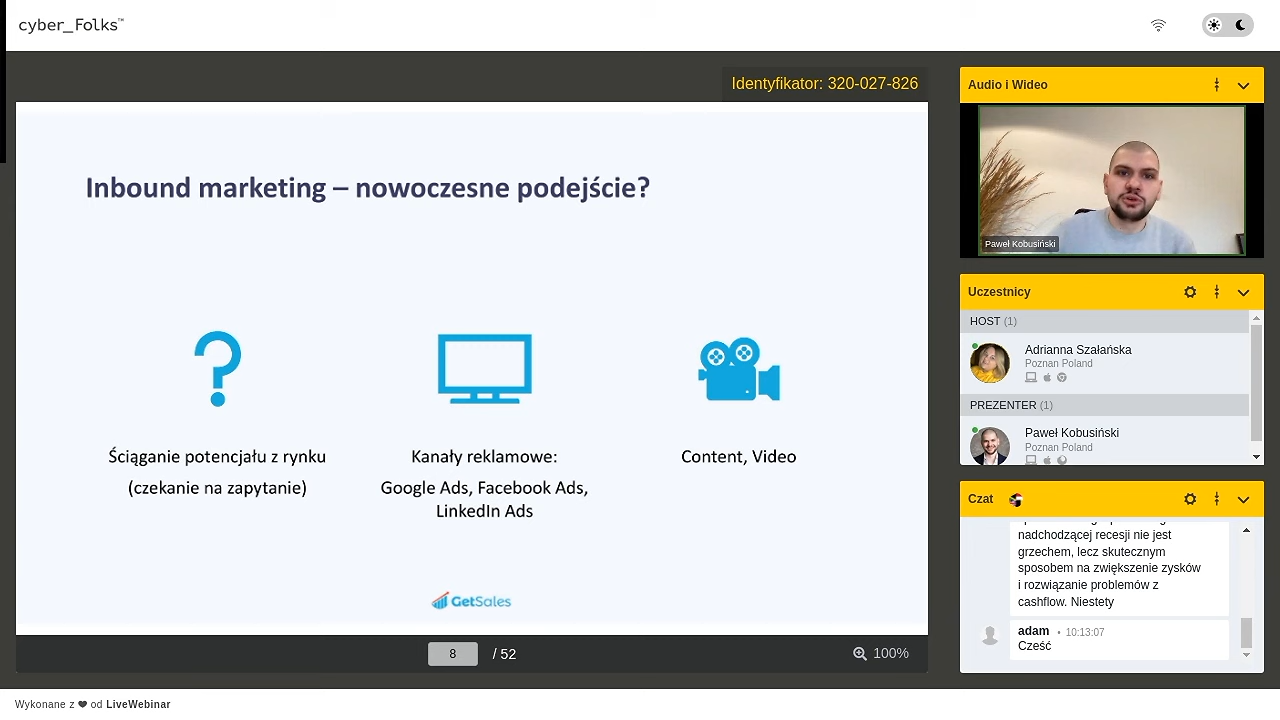 cyber_Folks™
Identyfikator: 320-027-826
Inbound marketing – nowoczesne podejście?
Ściąganie potencjału z rynku
(czekanie na zapytanie)
Kanały reklamowe:
Google Ads, Facebook Ads,
LinkedIn Ads
Content, Video
GetSales
8 / 52
100%
Audio i Wideo
Paweł Kobusiński
Uczestnicy
HOST (1)
Adrianna Szałańska
Poznan Poland
PREZENTER (1)
Paweł Kobusiński
Poznan Poland
Czat
nadchodzącej recesji nie jest
grzechem, lecz skutecznym
sposobem na zwiększenie zysków
i rozwiązanie problemów z
cashflow. Niestety
adam • 10:13:07
Cześć
Wykonane z ❤ od LiveWebinar